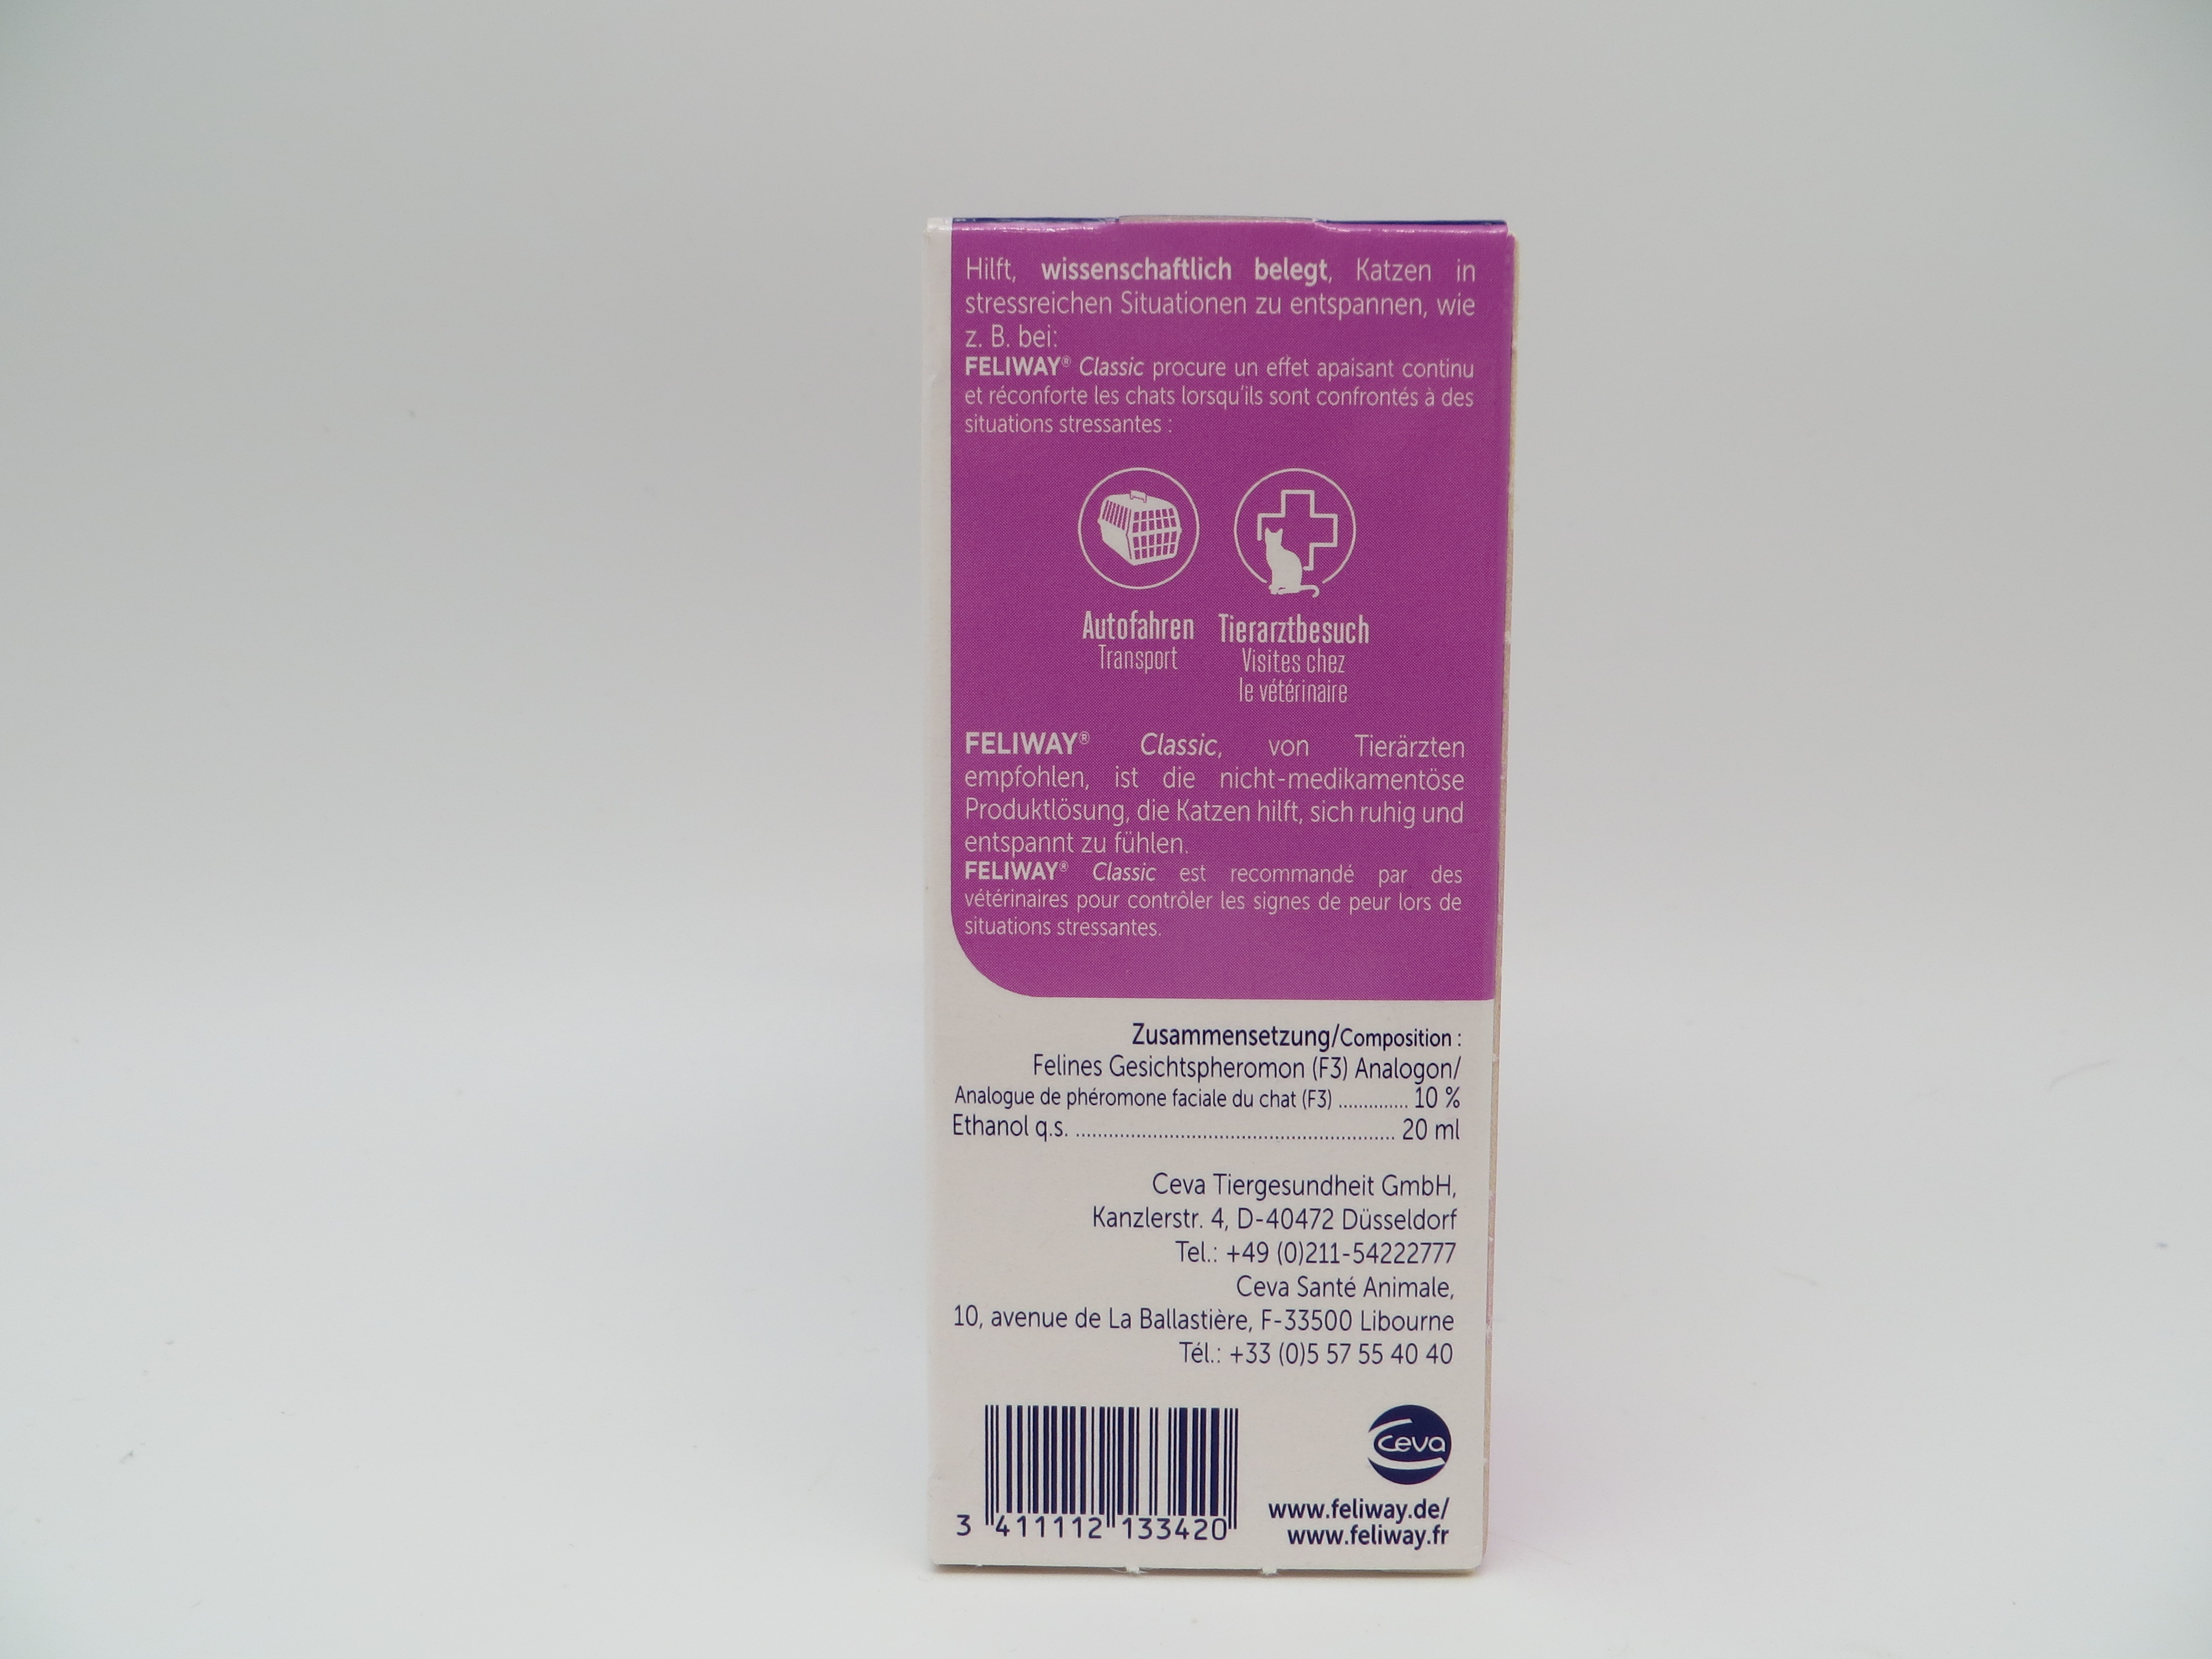 Hilft, wissenschaftlich belegt, Katzen in
stressreichen Situationen zu entspannen, wie
z. B. bei:
FELIWAY® Classic procure un effet apaisant continu
et réconforte les chats lorsqu'ils sont confrontés à des
situations stressantes :
Autofahren Tierarztbesuch
Transport Visites chez
le vétérinaire
FELIWAY® Classic, von Tierärzten
empfohlen, ist die nicht-medikamentöse
Produktlösung, die Katzen hilft, sich ruhig und
entspannt zu fühlen.
FELIWAY® Classic est recommandé par des
vétérinaires pour contrôler les signes de peur lors de
situations stressantes.
Zusammensetzung/Composition :
Felines Gesichtspheromon (F3) Analogon/
Analogue de phéromone faciale du chat (F3) .............. 10 %
Ethanol q.s. ................................................................ 20 ml
Ceva Tiergesundheit GmbH,
Kanzlerstr. 4, D-40472 Düsseldorf
Tel.: +49 (0)211-54222777
Ceva Santé Animale,
10, avenue de La Ballastière, F-33500 Libourne
Tél.: +33 (0)5 57 55 40 40
ceva
www.feliway.de/
www.feliway.fr
3 411112 133420